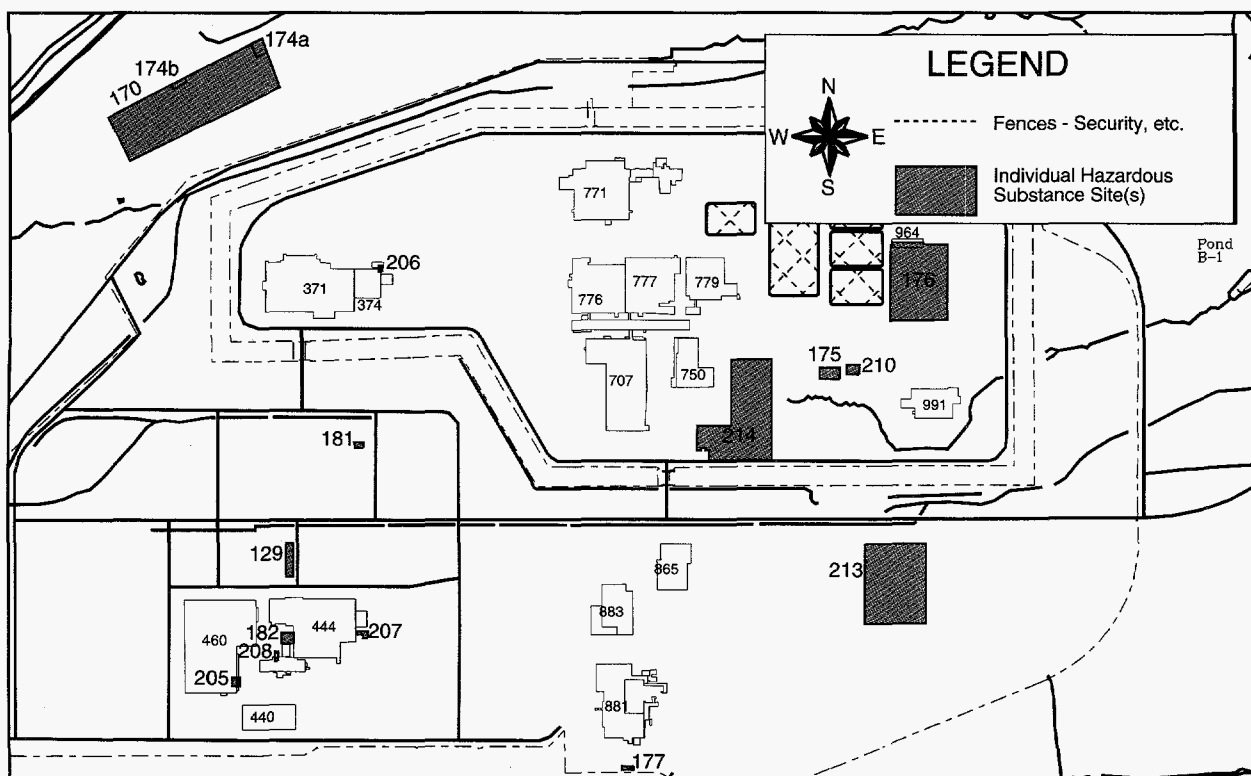 174a
174b
170
LEGEND
N
W
E
S
Fences - Security, etc.
Individual Hazardous
Substance Site(s)
771
964
Pond
B-1
206
371
374
776
777
779
176
175
210
707
750
991
181
214
129
865
213
883
460
182
444
207
208
205
440
881
177